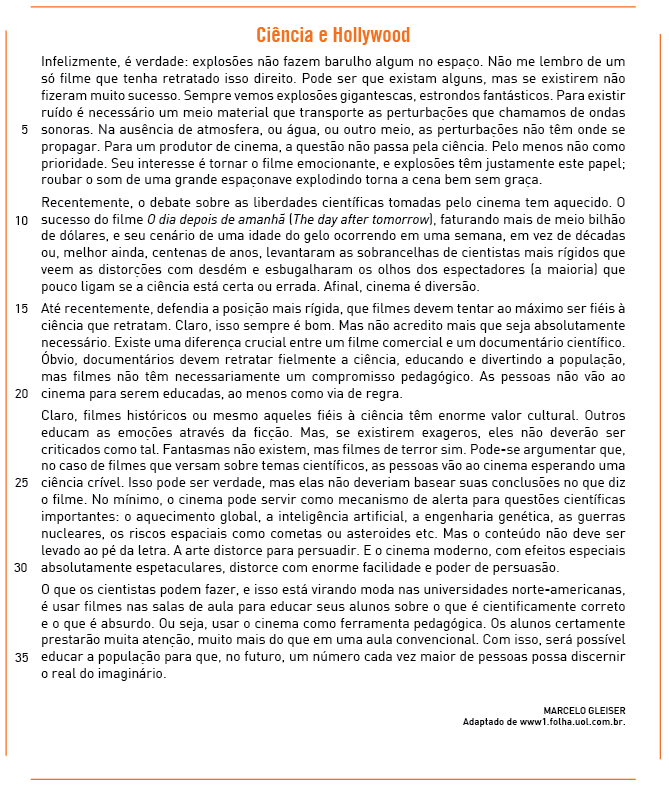 Ciência e Hollywood
Infelizmente, é verdade: explosões não fazem barulho algum no espaço. Não me lembro de um
só filme que tenha retratado isso direito. Pode ser que existam alguns, mas se existirem não
fizeram muito sucesso. Sempre vemos explosões gigantescas, estrondos fantásticos. Para existir
ruído é necessário um meio material que transporte as perturbações que chamamos de ondas
5 sonoras. Na ausência de atmosfera, ou água, ou outro meio, as perturbações não têm onde se
propagar. Para um produtor de cinema, a questão não passa pela ciência. Pelo menos não como
prioridade. Seu interesse é tornar o filme emocionante, e explosões têm justamente este papel;
roubar o som de uma grande espaçonave explodindo torna a cena bem sem graça.
Recentemente, o debate sobre as liberdades científicas tomadas pelo cinema tem aquecido. O
10 sucesso do filme O dia depois de amanhã (The day after tomorrow), faturando mais de meio bilhão
de dólares, e seu cenário de uma idade do gelo ocorrendo em uma semana, em vez de décadas
ou, melhor ainda, centenas de anos, levantaram as sobrancelhas de cientistas mais rígidos que
veem as distorções com desdém e esbugalharam os olhos dos espectadores (a maioria) que
pouco ligam se a ciência está certa ou errada. Afinal, cinema é diversão.
15 Até recentemente, defendia a posição mais rígida, que filmes devem tentar ao máximo ser fiéis à
ciência que retratam. Claro, isso sempre é bom. Mas não acredito mais que seja absolutamente
necessário. Existe uma diferença crucial entre um filme comercial e um documentário científico.
Óbvio, documentários devem retratar fielmente a ciência, educando e divertindo a população,
mas filmes não têm necessariamente um compromisso pedagógico. As pessoas não vão ao
20 cinema para serem educadas, ao menos como via de regra.
Claro, filmes históricos ou mesmo aqueles fiéis à ciência têm enorme valor cultural. Outros
educam as emoções através da ficção. Mas, se existirem exageros, eles não deverão ser
criticados como tal. Fantasmas não existem, mas filmes de terror sim. Pode-se argumentar que,
no caso de filmes que versam sobre temas científicos, as pessoas vão ao cinema esperando uma
25 ciência crível. Isso pode ser verdade, mas elas não deveriam basear suas conclusões no que diz
o filme. No mínimo, o cinema pode servir como mecanismo de alerta para questões científicas
importantes: o aquecimento global, a inteligência artificial, a engenharia genética, as guerras
nucleares, os riscos espaciais como cometas ou asteroides etc. Mas o conteúdo não deve ser
levado ao pé da letra. A arte distorce para persuadir. E o cinema moderno, com efeitos especiais
30 absolutamente espetaculares, distorce com enorme facilidade e poder de persuasão.
O que os cientistas podem fazer, e isso está virando moda nas universidades norte-americanas,
é usar filmes nas salas de aula para educar seus alunos sobre o que é cientificamente correto
e o que é absurdo. Ou seja, usar o cinema como ferramenta pedagógica. Os alunos certamente
prestarão muita atenção, muito mais do que em uma aula convencional. Com isso, será possível
35 educar a população para que, no futuro, um número cada vez maior de pessoas possa discernir
o real do imaginário.
MARCELO GLEISER
Adaptado de www1.folha.uol.com.br.